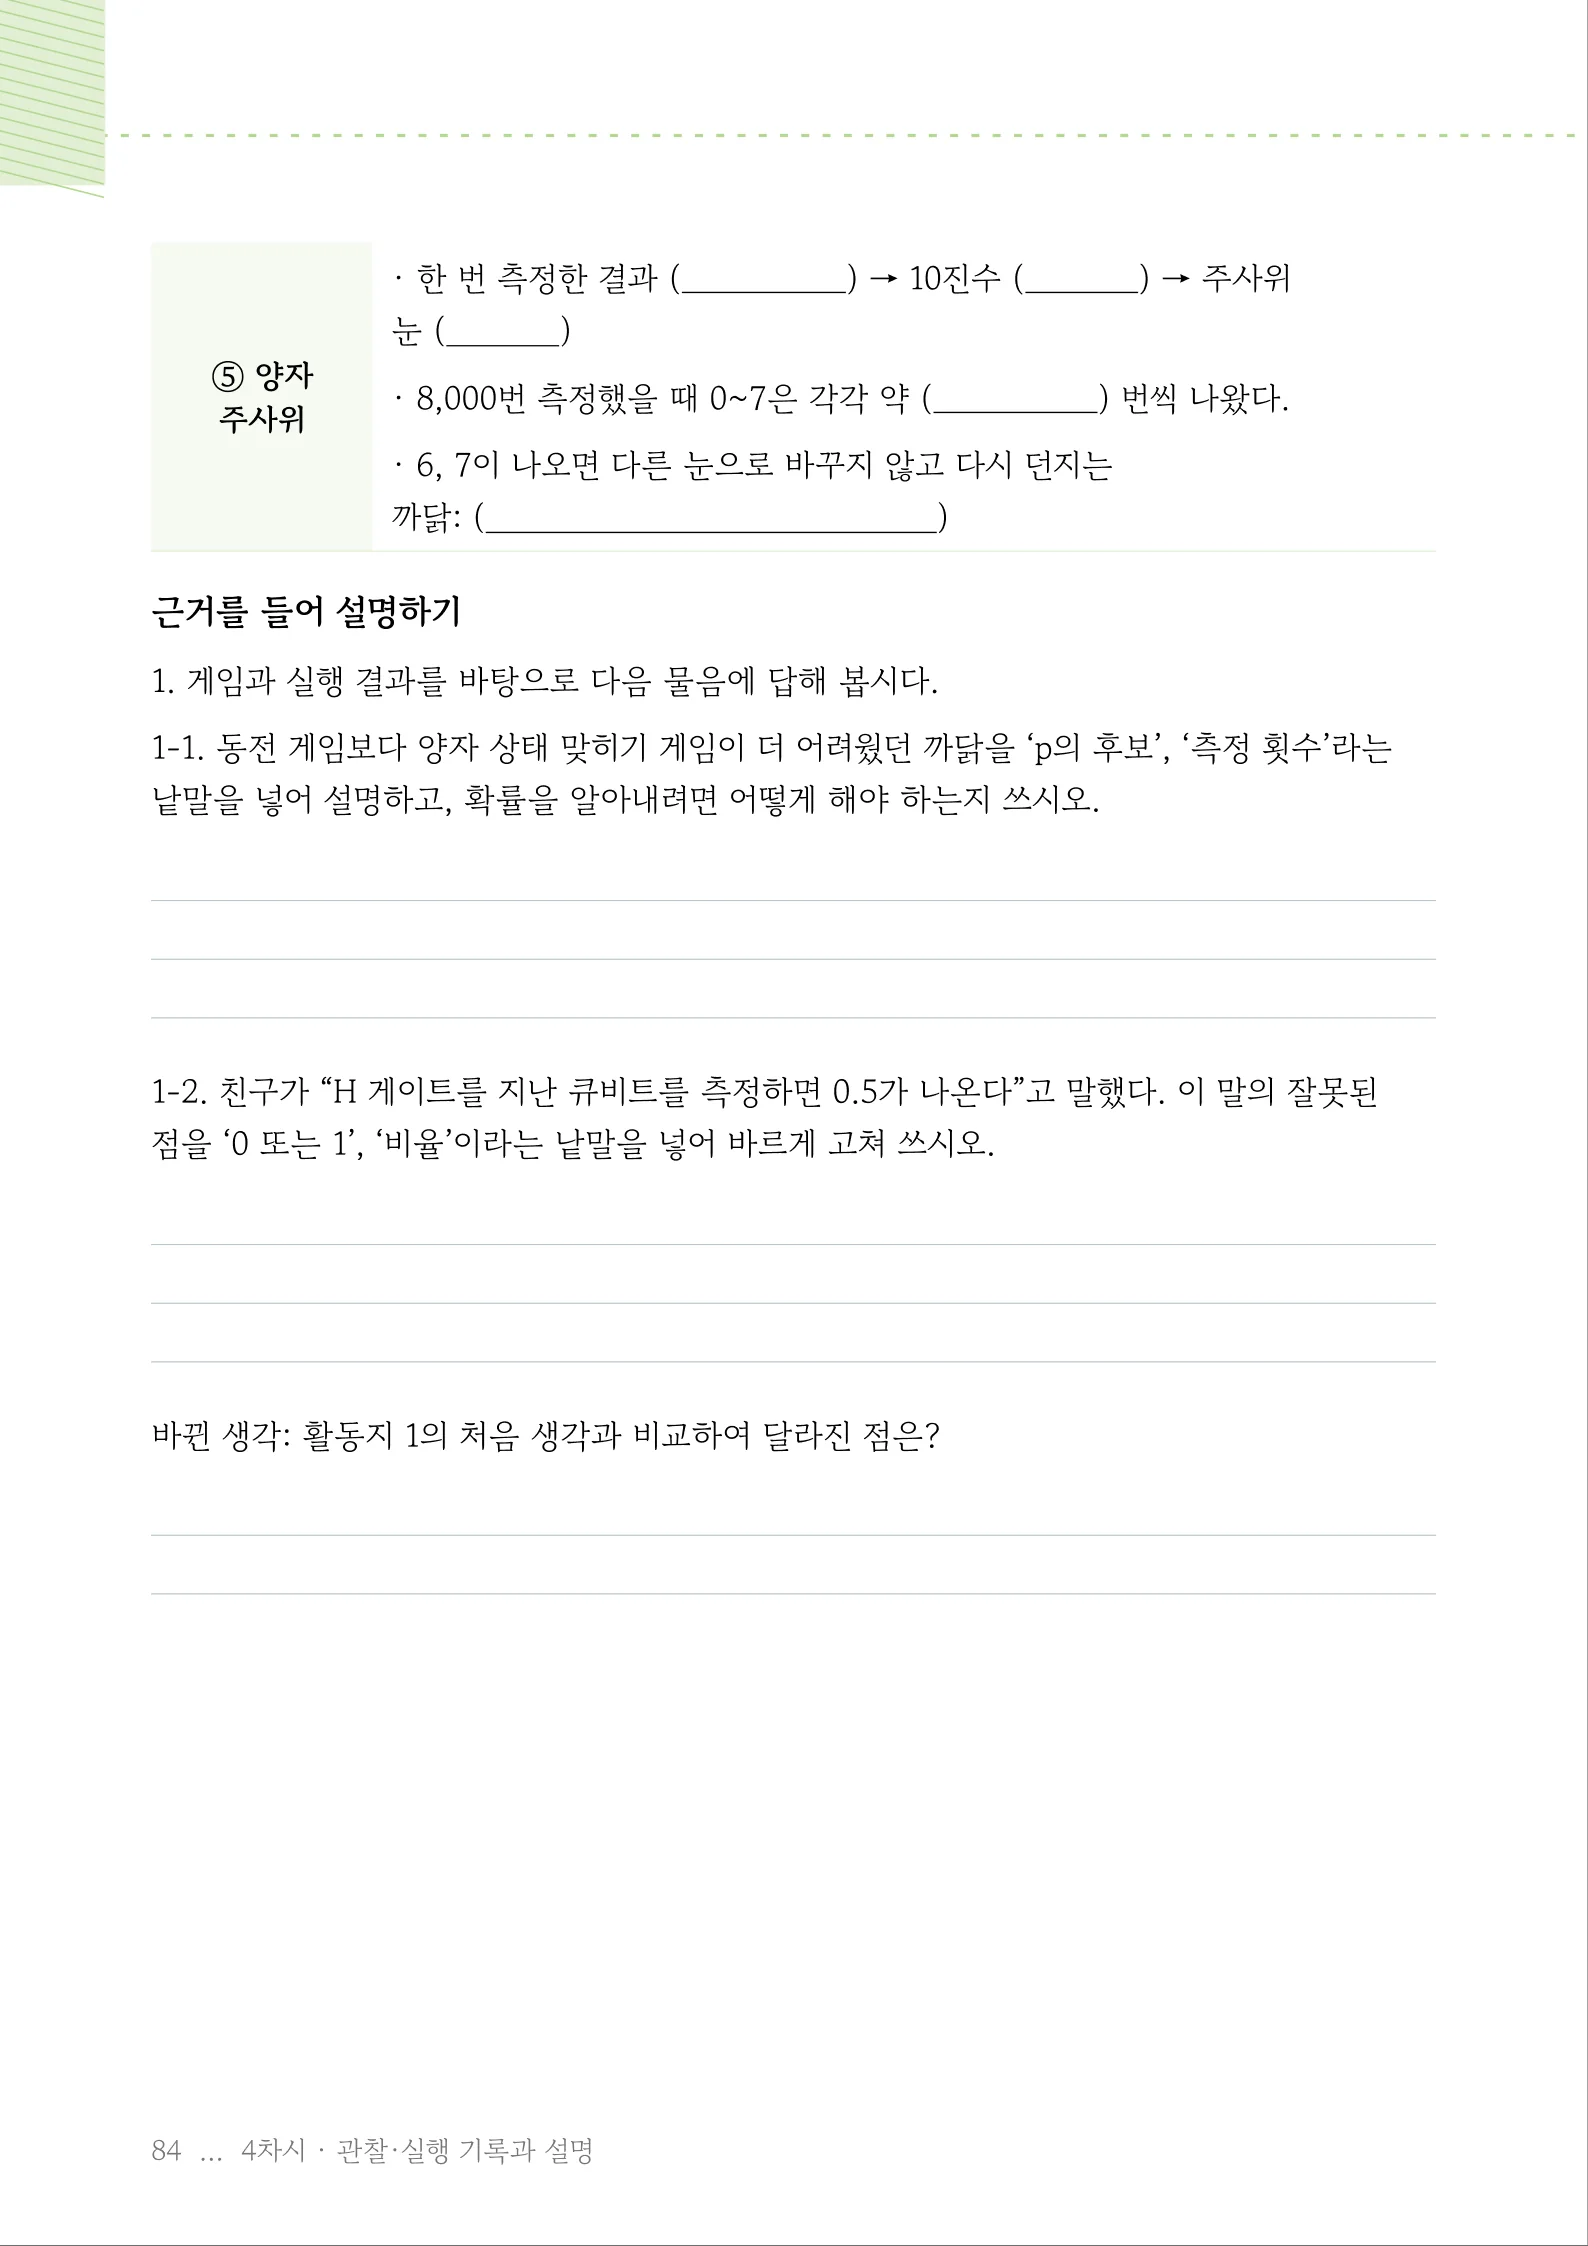 · 한 번 측정한 결과 (__________) → 10진수 (_______) → 주사위
눈 (_______)
⑤ 양자
주사위
· 8,000번 측정했을 때 0~7은 각각 약 (__________) 번씩 나왔다.
· 6, 7이 나오면 다른 눈으로 바꾸지 않고 다시 던지는
까닭: (____________________________)
근거를 들어 설명하기
1. 게임과 실행 결과를 바탕으로 다음 물음에 답해 봅시다.
1-1. 동전 게임보다 양자 상태 맞히기 게임이 더 어려웠던 까닭을 ‘p의 후보’, ‘측정 횟수’라는
낱말을 넣어 설명하고, 확률을 알아내려면 어떻게 해야 하는지 쓰시오.
1-2. 친구가 “H 게이트를 지난 큐비트를 측정하면 0.5가 나온다”고 말했다. 이 말의 잘못된
점을 ‘0 또는 1’, ‘비율’이라는 낱말을 넣어 바르게 고쳐 쓰시오.
바뀐 생각: 활동지 1의 처음 생각과 비교하여 달라진 점은?
84 ... 4차시 · 관찰·실행 기록과 설명